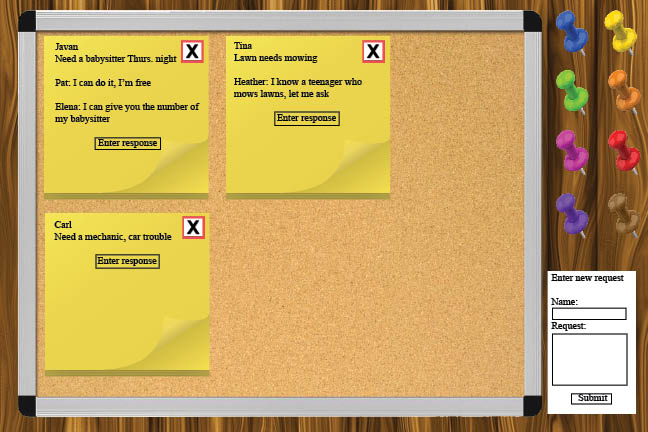 Javan
Need a babysitter Thurs. night
X
Pat: I can do it, I'm free
Elena: I can give you the number of
my babysitter
Enter response
Tina
Lawn needs mowing
X
Heather: I know a teenager who
mows lawns, let me ask
Enter response
Carl
Need a mechanic, car trouble
X
Enter response
Enter new request
Name:
Request:
Submit